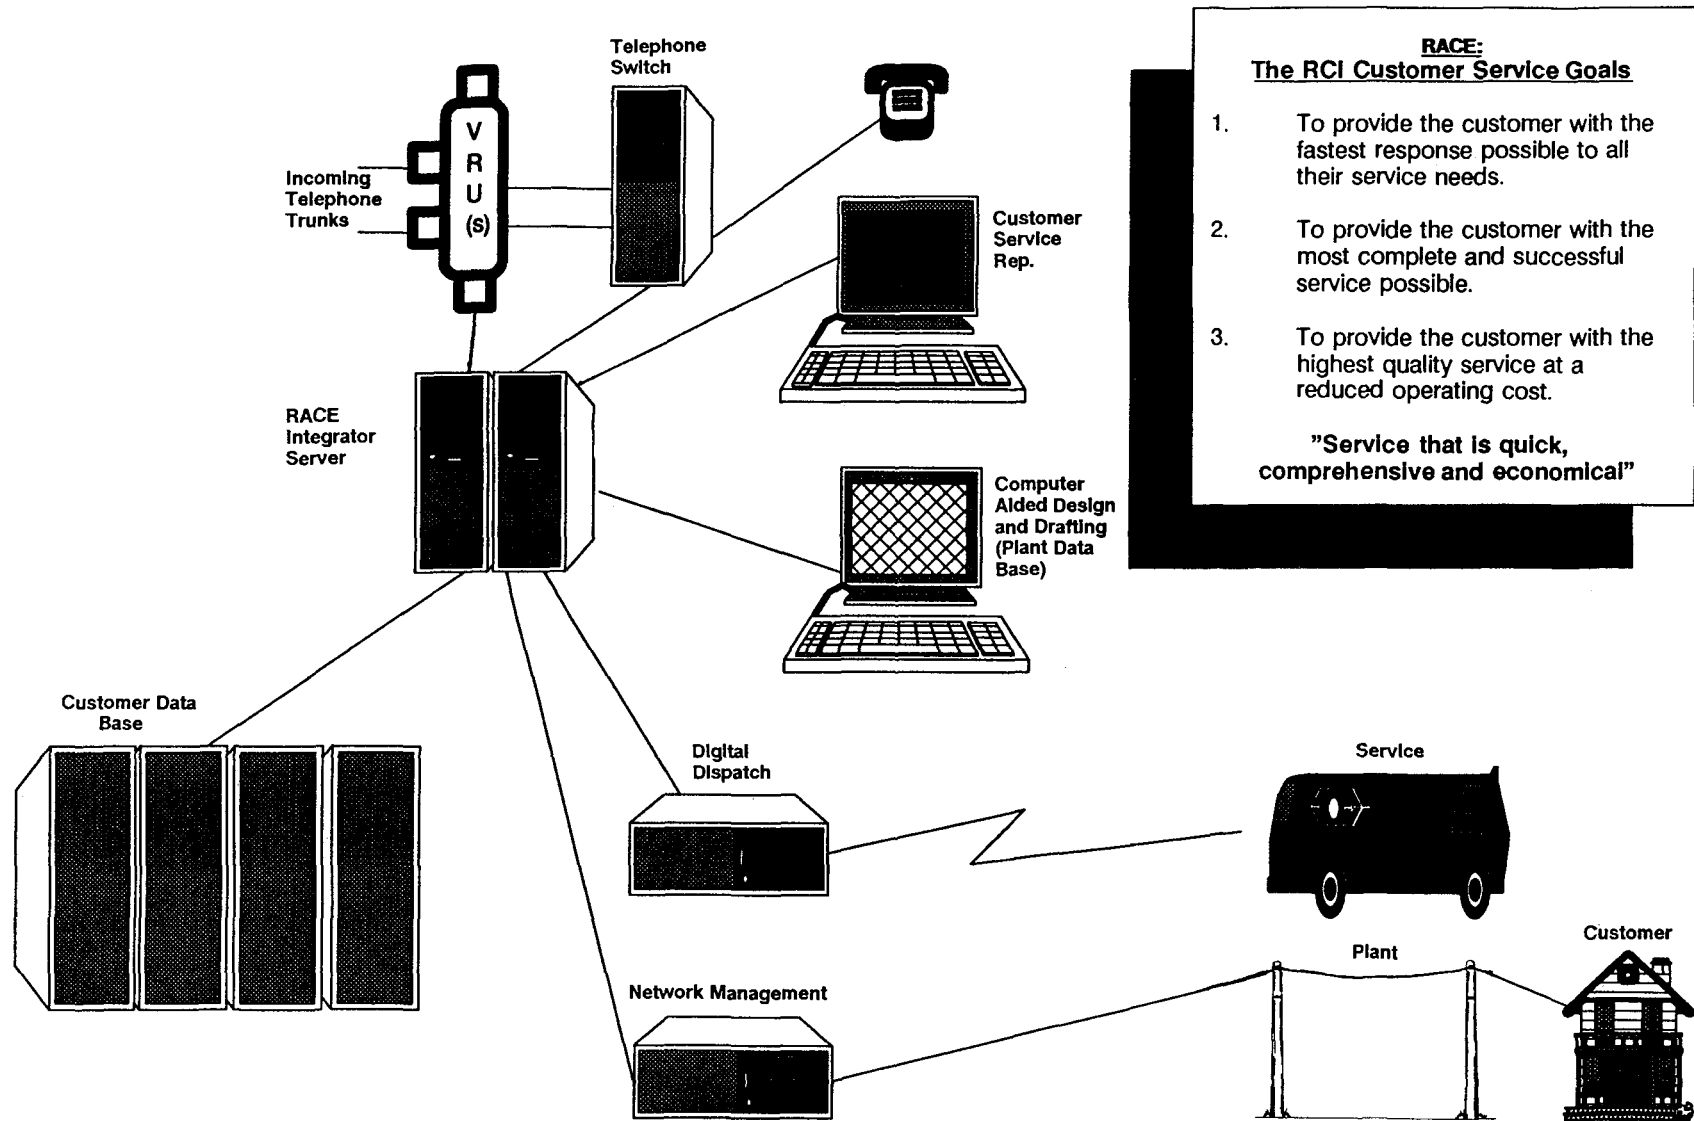 Telephone
Switch
V
R
U
(s)
Incoming
Telephone
Trunks
Customer
Service
Rep.
RACE
Integrator
Server
Computer
Aided Design
and Drafting
(Plant Data
Base)
Customer Data
Base
Digital
Dispatch
Service
Network Management
Plant
Customer
RACE:
The RCI Customer Service Goals
1. To provide the customer with the
fastest response possible to all
their service needs.
2. To provide the customer with the
most complete and successful
service possible.
3. To provide the customer with the
highest quality service at a
reduced operating cost.
"Service that is quick,
comprehensive and economical"